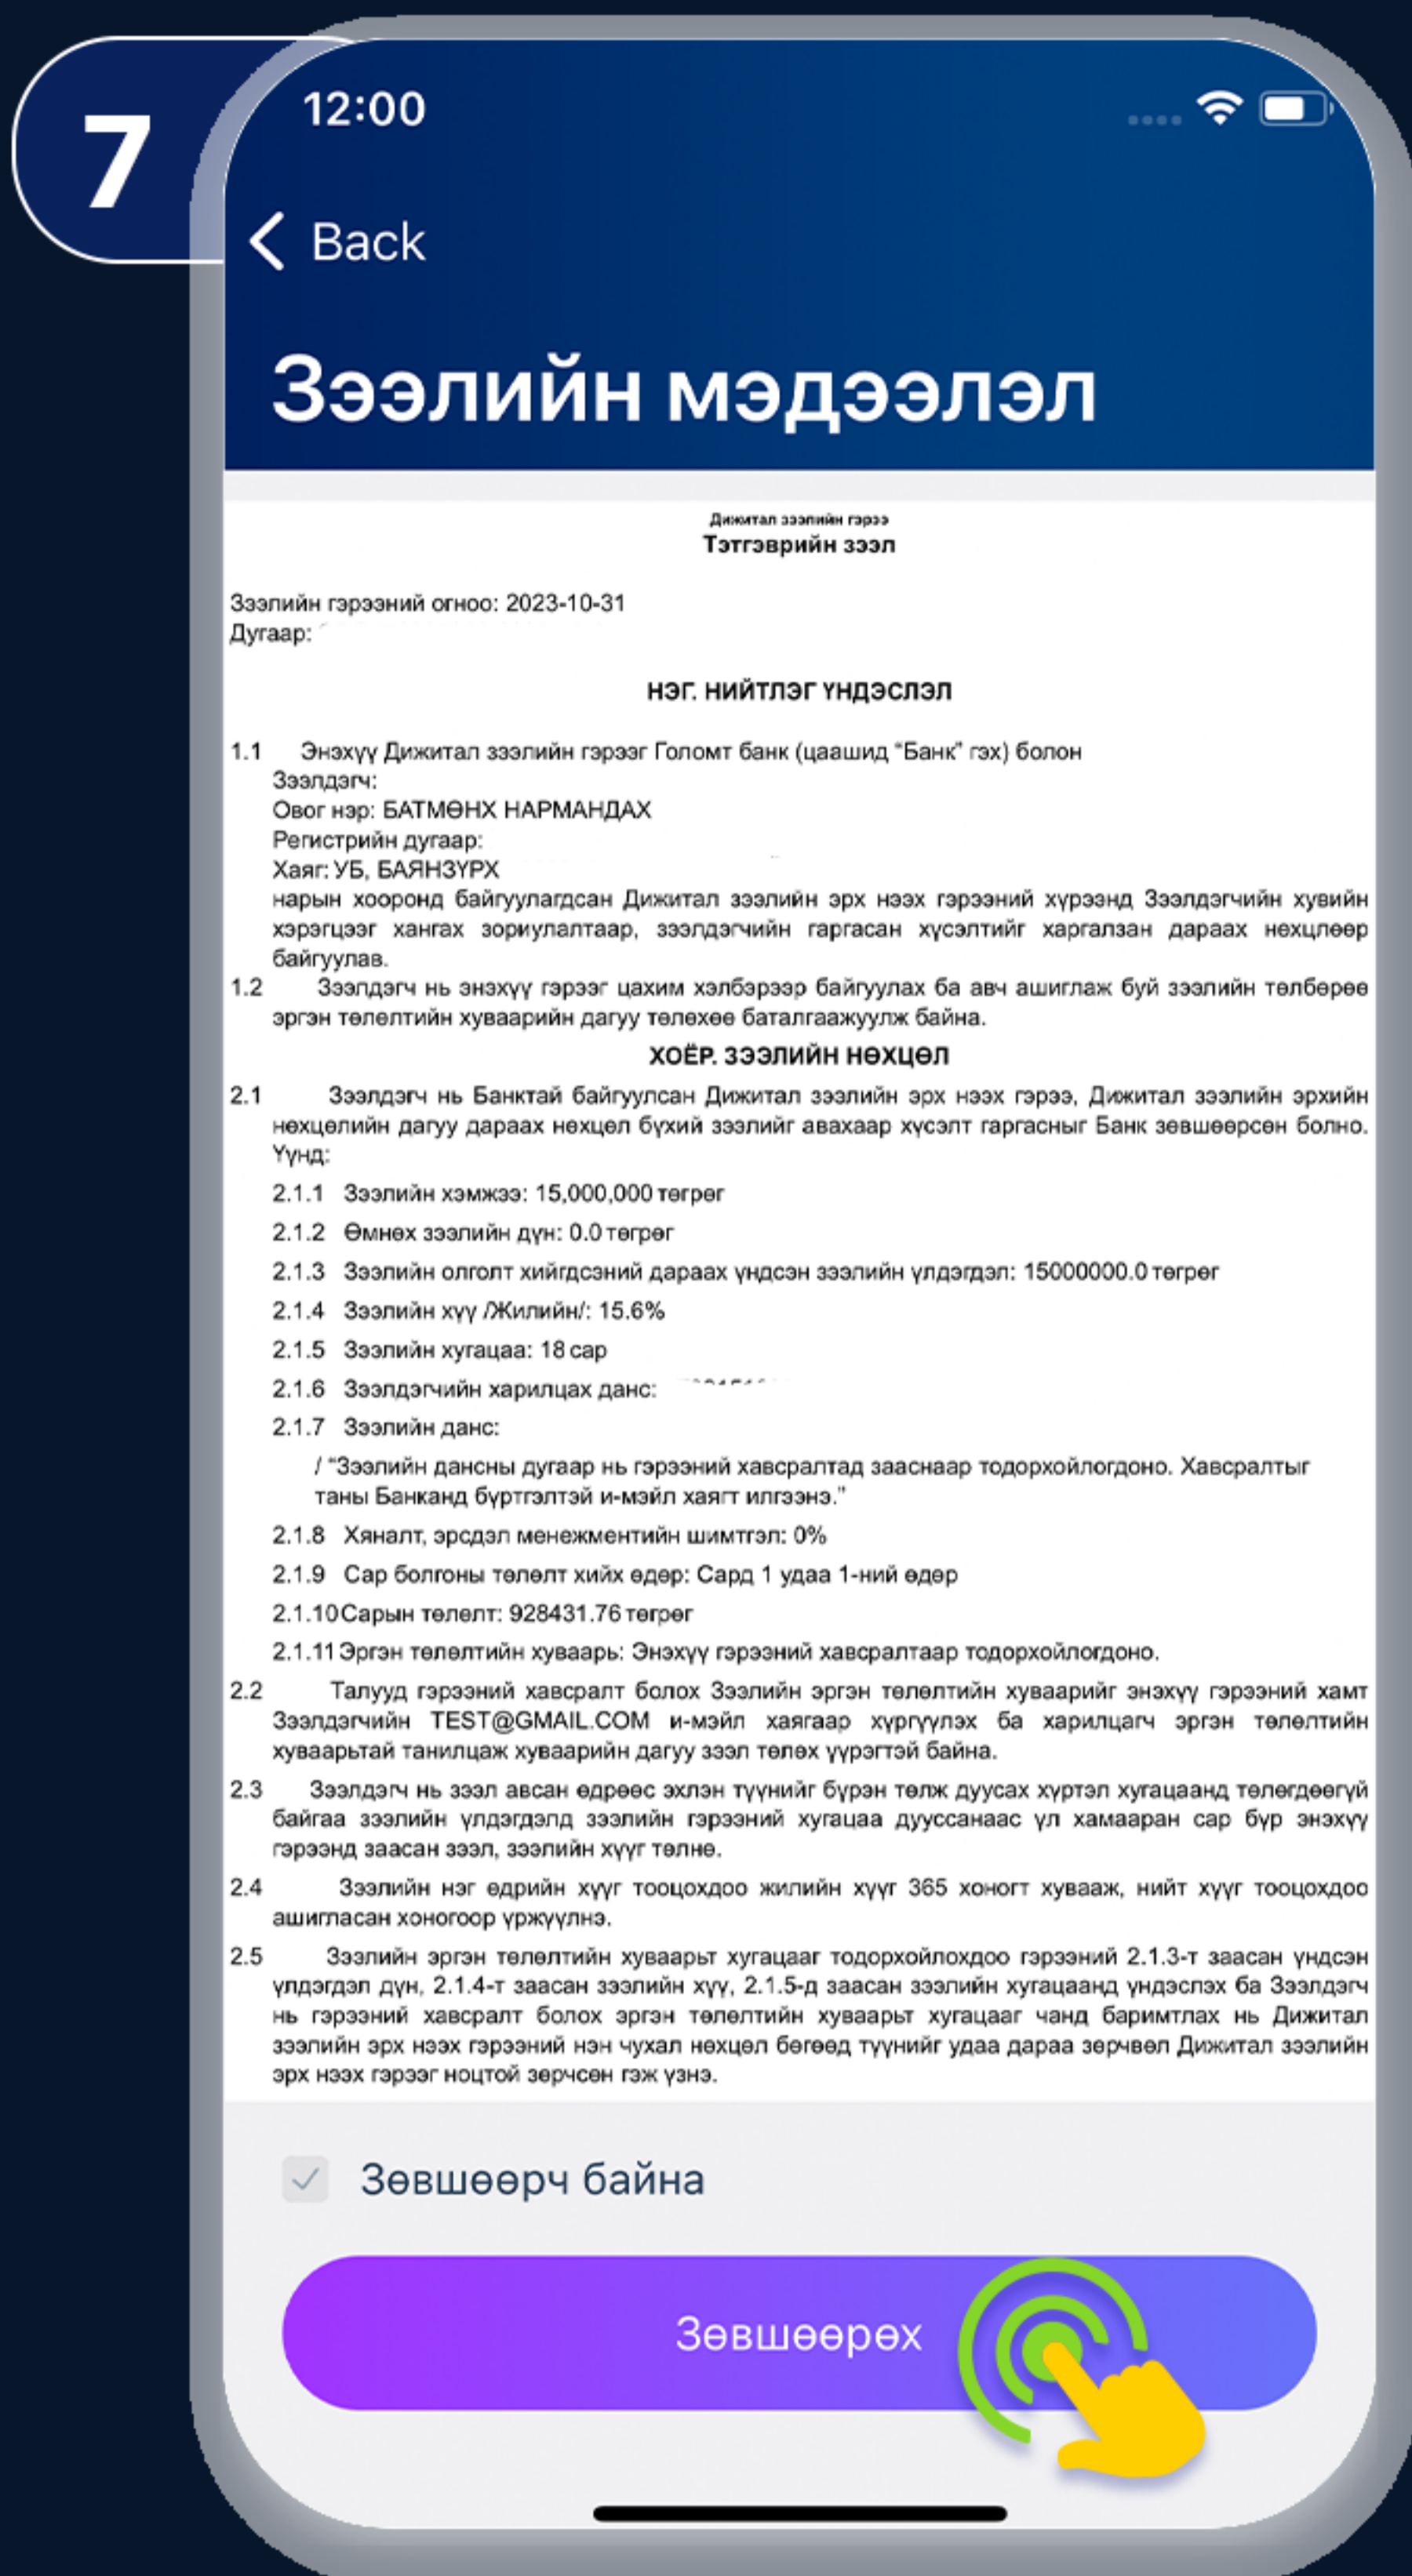 7
12:00
Back
Зээлийн мэдээлэл
Дижитал зээлийн гэрээ
Тэтгэврийн зээл
Зээлийн гэрээний огноо: 2023-10-31
Дугаар:
НЭГ. НИЙТЛЭГ ҮНДЭСЛЭЛ
1.1 Энэхүү Дижитал зээлийн гэрээг Голомт банк (цаашид “Банк” гэх) болон
Зээлдэгч:
Овог нэр: БАТМӨНХ НАРМАНДАХ
Регистрийн дугаар:
Хаяг: УБ, БАЯНЗҮРХ
нарын хооронд байгуулагдсан Дижитал зээлийн эрх нээх гэрээний хүрээнд Зээлдэгчийн хувийн
хэрэгцээг хангах зориулалтаар, зээлдэгчийн гаргасан хүсэлтийг харгалзан дараах нөхцлөөр
байгуулав.
1.2 Зээлдэгч нь энэхүү гэрээг цахим хэлбэрээр байгуулах ба авч ашиглаж буй зээлийн төлбөрөө
эргэн төлөлтийн хуваарийн дагуу төлөхөө баталгаажуулж байна.
ХОЁР. ЗЭЭЛИЙН НӨХЦӨЛ
2.1 Зээлдэгч нь Банктай байгуулсан Дижитал зээлийн эрх нээх гэрээ, Дижитал зээлийн эрхийн
нөхцөлийн дагуу дараах нөхцөл бүхий зээлийг авахаар хүсэлт гаргасныг Банк зөвшөөрсөн болно.
Үүнд:
2.1.1 Зээлийн хэмжээ: 15,000,000 төгрөг
2.1.2 Өмнөх зээлийн дүн: 0.0 төгрөг
2.1.3 Зээлийн олголт хийгдсэний дараах үндсэн зээлийн үлдэгдэл: 15000000.0 төгрөг
2.1.4 Зээлийн хүү /Жилийн/: 15.6%
2.1.5 Зээлийн хугацаа: 18 сар
2.1.6 Зээлдэгчийн харилцах данс:
2.1.7 Зээлийн данс:
/ “Зээлийн дансны дугаар нь гэрээний хавсралтад зааснаар тодорхойлогдоно. Хавсралтыг
таны Банканд бүртгэлтэй и-мэйл хаягт илгээнэ.”
2.1.8 Хяналт, эрсдэл менежментийн шимтгэл: 0%
2.1.9 Сар болгоны төлөлт хийх өдөр: Сард 1 удаа 1-ний өдөр
2.1.10 Сарын төлөлт: 928431.76 төгрөг
2.1.11 Эргэн төлөлтийн хуваарь: Энэхүү гэрээний хавсралтаар тодорхойлогдоно.
2.2 Талууд гэрээний хавсралт болох Зээлийн эргэн төлөлтийн хуваарийг энэхүү гэрээний хамт
Зээлдэгчийн TEST@GMAIL.COM и-мэйл хаягаар хүргүүлэх ба харилцагч эргэн төлөлтийн
хуваарьтай танилцаж хуваарийн дагуу зээл төлөх үүрэгтэй байна.
2.3 Зээлдэгч нь зээл авсан өдрөөс эхлэн түүнийг бүрэн төлж дуусах хүртэл хугацаанд төлөгдөөгүй
байгаа зээлийн үлдэгдэлд зээлийн гэрээний хугацаа дууссанаас үл хамааран сар бүр энэхүү
гэрээнд заасан зээл, зээлийн хүүг төлнө.
2.4 Зээлийн нэг өдрийн хүүг тооцохдоо жилийн хүүг 365 хоногт хувааж, нийт хүүг тооцохдоо
ашигласан хоногоор үржүүлнэ.
2.5 Зээлийн эргэн төлөлтийн хуваарьт хугацааг тодорхойлохдоо гэрээний 2.1.3-т заасан үндсэн
үлдэгдэл дүн, 2.1.4-т заасан зээлийн хүү, 2.1.5-д заасан зээлийн хугацаанд үндэслэх ба Зээлдэгч
нь гэрээний хавсралт болох эргэн төлөлтийн хуваарьт хугацааг чанд баримтлах нь Дижитал
зээлийн эрх нээх гэрээний нэн чухал нөхцөл бөгөөд түүнийг удаа дараа зөрчвөл Дижитал зээлийн
эрх нээх гэрээг ноцтой зөрчсөн гэж үзнэ.
Зөвшөөрч байна
Зөвшөөрөх